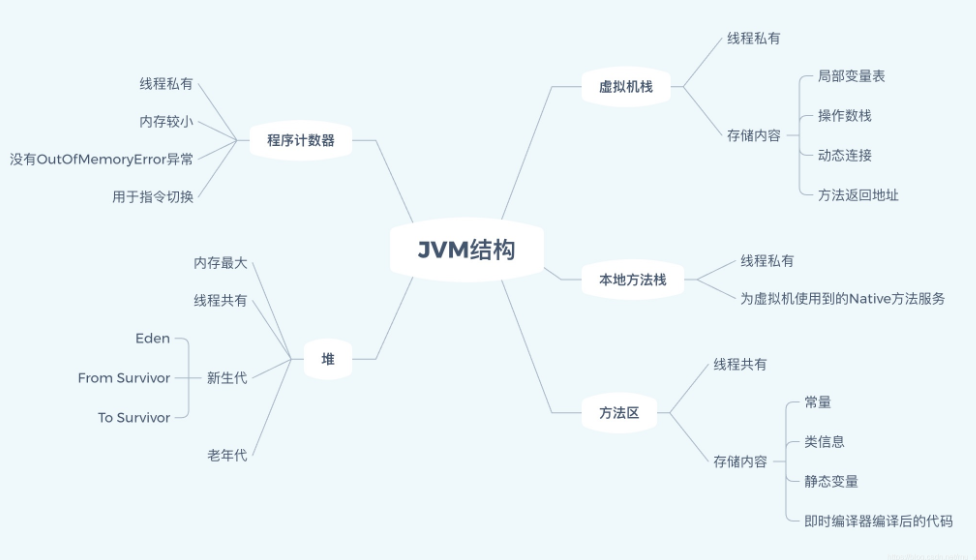 JVM结构
程序计数器
线程私有
内存较小
没有OutOfMemoryError异常
用于指令切换
堆
内存最大
线程共有
新生代
Eden
From Survivor
To Survivor
老年代
虚拟机栈
线程私有
存储内容
局部变量表
操作数栈
动态连接
方法返回地址
本地方法栈
线程私有
为虚拟机使用到的Native方法服务
方法区
线程共有
存储内容
常量
类信息
静态变量
即时编译器编译后的代码